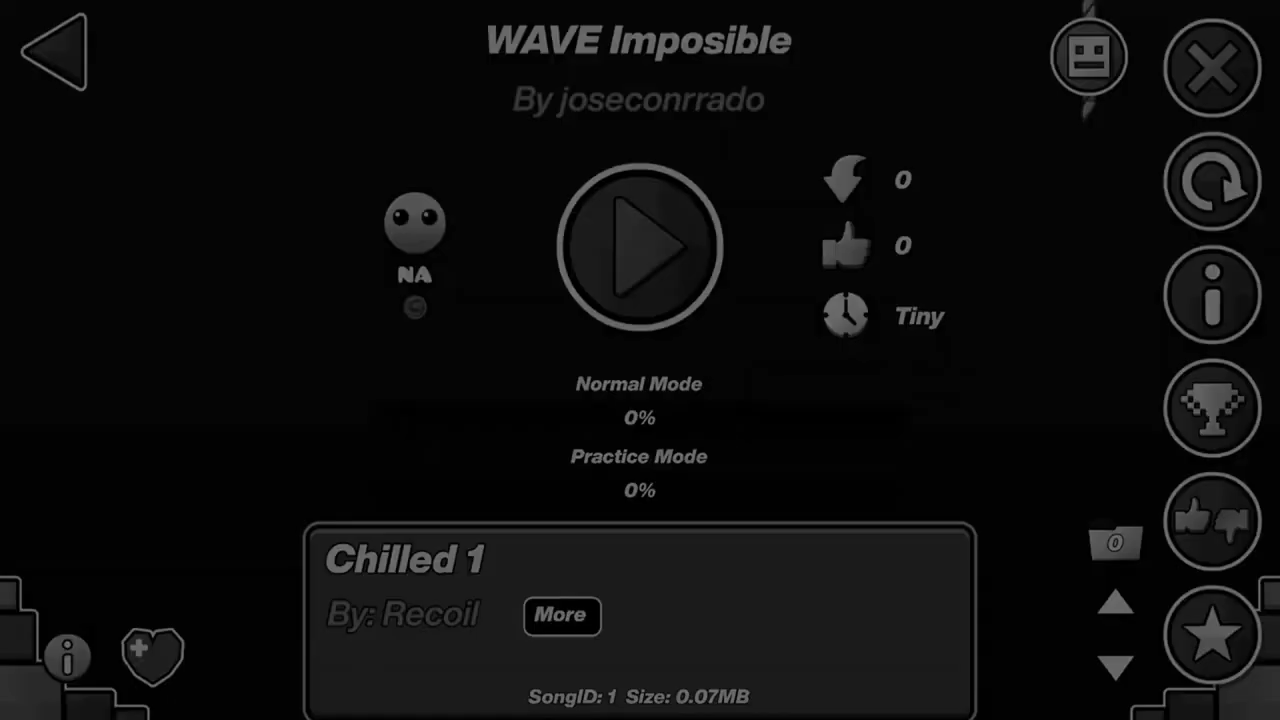 WAVE Imposible
By joseconrrado
0
NA
0
Tiny
Normal Mode
0%
Practice Mode
0%
Chilled 1
By: Recoil
More
SongID: 1 Size: 0.07MB
0